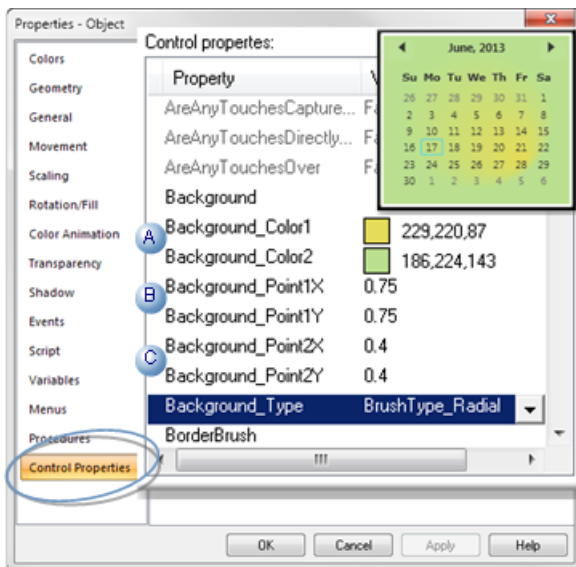 Properties - Object
Colors
Geometry
General
Movement
Scaling
Rotation/Fill
Color Animation
Transparency
Shadow
Events
Script
Variables
Menus
Procedures
Control Properties
Control propertes:
Property V
AreAnyTouchesCapture... Fa
AreAnyTouchesDirectly... Fa
AreAnyTouchesOver Fa
Background
A Background_Color1 229,220,87
Background_Color2 186,224,143
B Background_Point1X 0.75
Background_Point1Y 0.75
C Background_Point2X 0.4
Background_Point2Y 0.4
Background_Type BrushType_Radial
BorderBrush
June, 2013
Su Mo Tu We Th Fr Sa
26 27 28 29 30 31 1
2 3 4 5 6 7 8
9 10 11 12 13 14 15
16 17 18 19 20 21 22
23 24 25 26 27 28 29
30 1 2 3 4 5 6
OK Cancel Apply Help